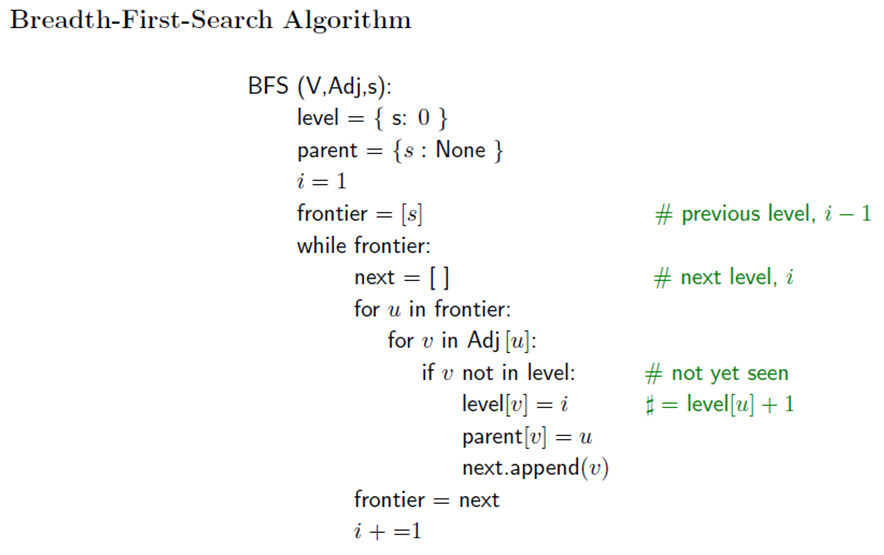 Breadth-First-Search Algorithm
BFS (V,Adj,s):
level = { s: 0 }
parent = {s : None }
i = 1
frontier = [s] # previous level, i − 1
while frontier:
next = [ ] # next level, i
for u in frontier:
for v in Adj [u]:
if v not in level: # not yet seen
level[v] = i ♯ = level[u] + 1
parent[v] = u
next.append(v)
frontier = next
i + =1